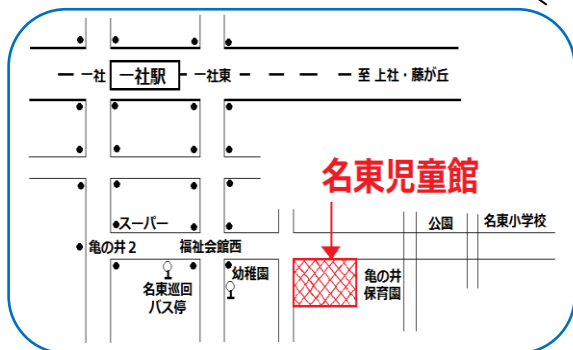 一社
一社駅
一社東
至 上社・藤が丘
名東児童館
スーパー
公園
名東小学校
亀の井2
福祉会館西
幼稚園
名東巡回
バス停
亀の井
保育園